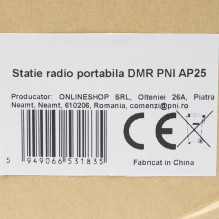 Statie radio portabila DMR PNI AP25
Producator: ONLINESHOP SRL, Olteniei 26A, Piatra
Neamt, Neamt, 610206, Romania, comenzi@pni.ro
CE
5 949066 531835
Fabricat in China